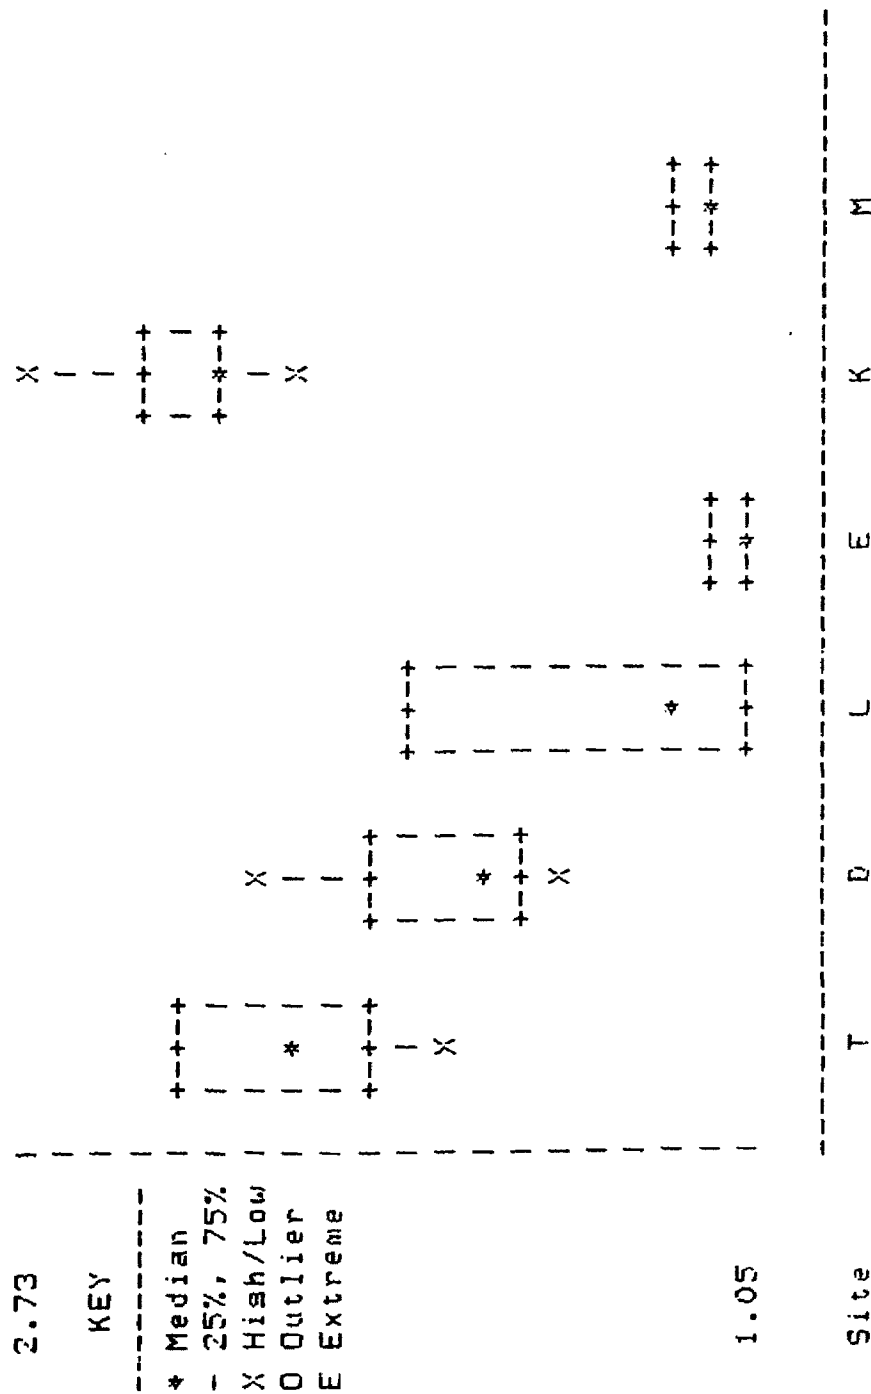 2.73
KEY
----------
* Median
- 25%, 75%
X High/Low
O Outlier
E Extreme
1.05
Site T D L E K M